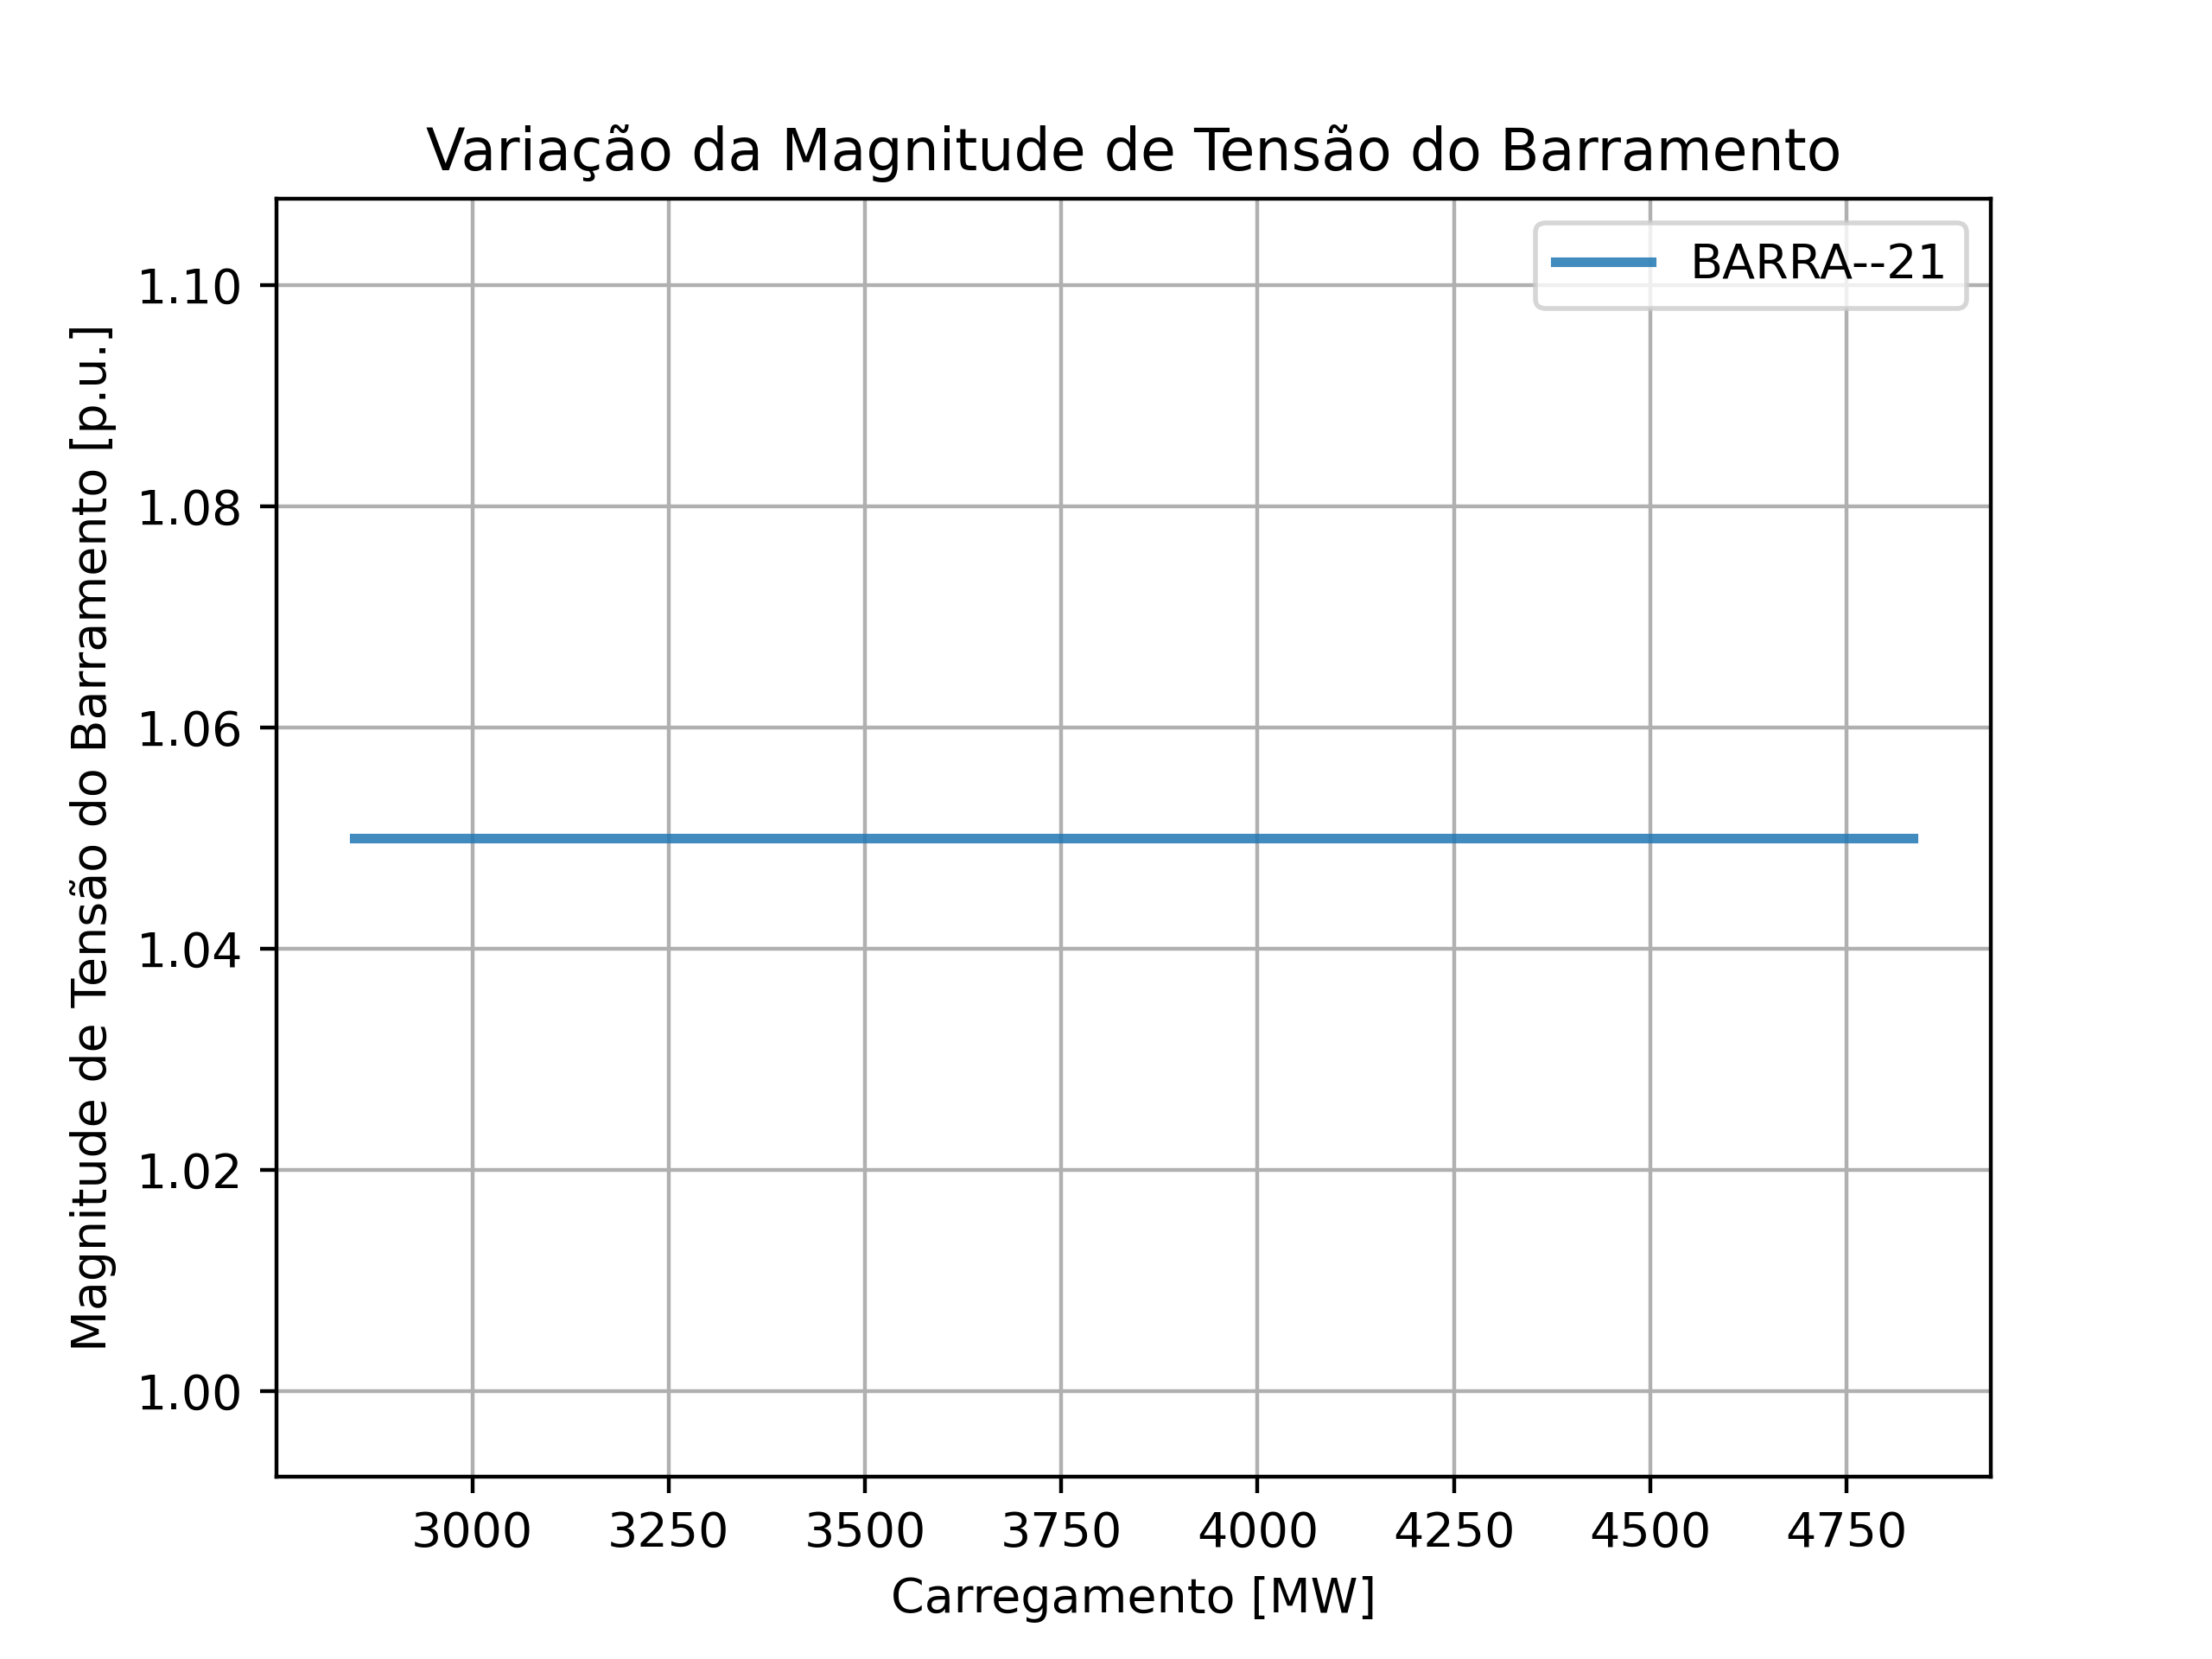 Variação da Magnitude de Tensão do Barramento
BARRA--21
Magnitude de Tensão do Barramento [p.u.]
1.10
1.08
1.06
1.04
1.02
1.00
3000 3250 3500 3750 4000 4250 4500 4750
Carregamento [MW]